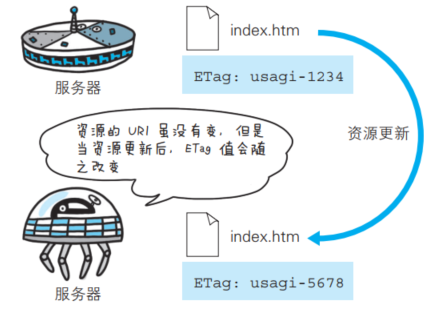 index.htm
ETag: usagi-1234
服务器
资源更新
资源的 URI 虽没有变，但是
当资源更新后，ETag 值会随
之改变
index.htm
ETag: usagi-5678
服务器